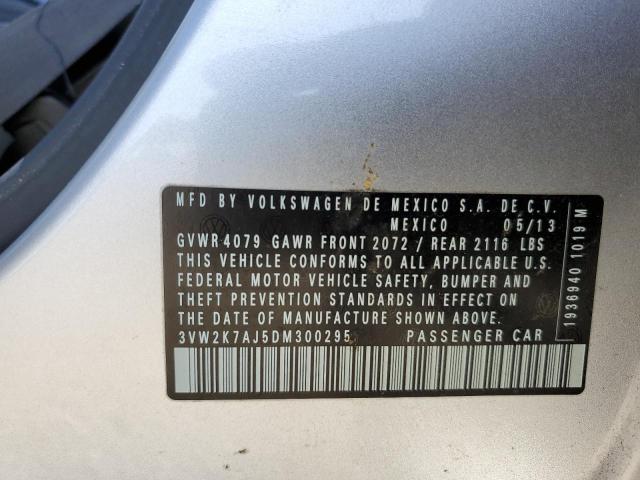 MFD BY VOLKSWAGEN DE MEXICO S.A. DE C.V.
MEXICO 05/13
GVWR 4079 GAWR FRONT 2072 / REAR 2116 LBS
THIS VEHICLE CONFORMS TO ALL APPLICABLE U.S.
FEDERAL MOTOR VEHICLE SAFETY, BUMPER AND
THEFT PREVENTION STANDARDS IN EFFECT ON
THE DATE OF MANUFACTURE SHOWN ABOVE.
3VW2K7AJ5DM300295 PASSENGER CAR
1936940 1019 M